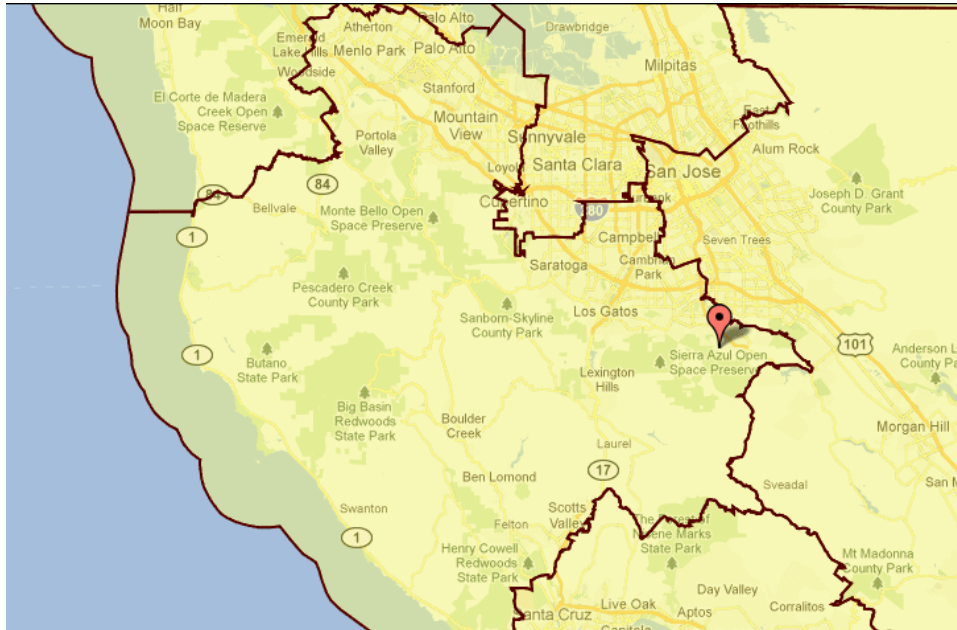 Half
Moon Bay
Atherton
Palo Alto
Drawbridge
Emerald
Lake Hills
Menlo Park
Palo Alto
Woodside
Milpitas
Stanford
El Corte de Madera
Creek Open
Space Reserve
Mountain
View
East
Foothills
Sunnyvale
Portola
Valley
Alum Rock
Loyola
Santa Clara
San Jose
84
84
Cupertino
Joseph D. Grant
County Park
Bellvale
Monte Bello Open
Space Preserve
Burbank
1
Campbell
Seven Trees
Saratoga
Cambrian
Park
Pescadero Creek
County Park
Sanborn-Skyline
County Park
Los Gatos
101
1
Butano
State Park
Sierra Azul Open
Space Preserve
Anderson L
County Pa
Lexington
Hills
Big Basin
Redwoods
State Park
Boulder
Creek
Morgan Hill
Laurel
17
Ben Lomond
Sveadal
San M
Swanton
Scotts
Valley
Felton
The Forest of
Nisene Marks
State Park
1
Henry Cowell
Redwoods
State Park
Mt Madonna
County Park
Day Valley
Santa Cruz
Live Oak
Aptos
Corralitos
Capitola